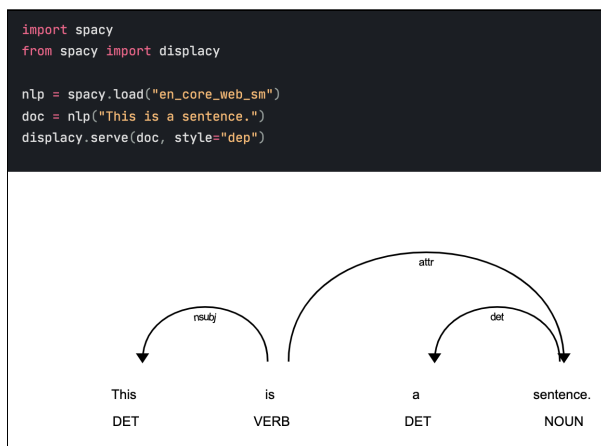 import spacy
from spacy import displacy
nlp = spacy.load("en_core_web_sm")
doc = nlp("This is a sentence.")
displacy.serve(doc, style="dep")
attr
nsubj det
This is a sentence.
DET VERB DET NOUN